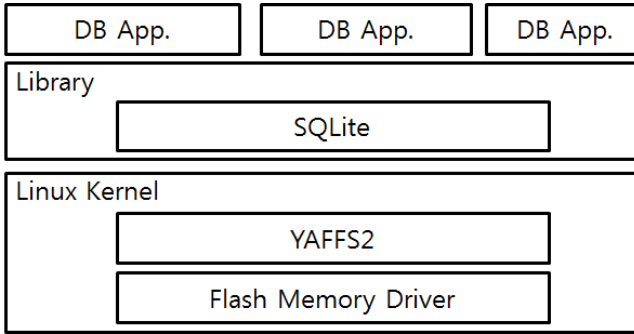 DB App. DB App. DB App.
Library
SQLite
Linux Kernel
YAFFS2
Flash Memory Driver